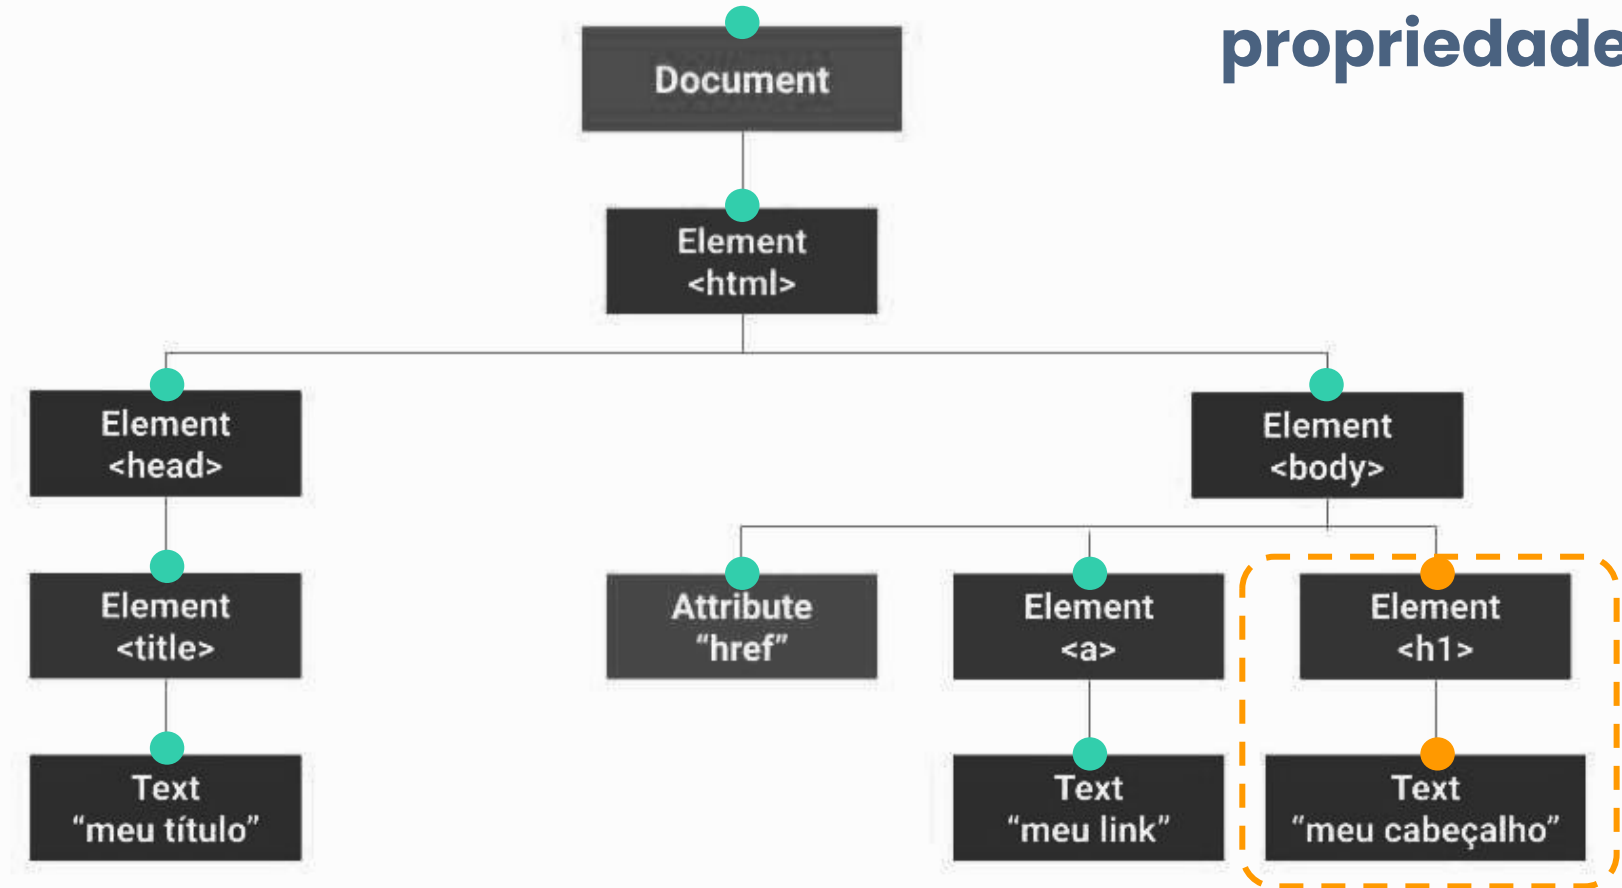 propriedade
Document
Element
<html>
Element
<head>
Element
<body>
Element
<title>
Attribute
“href”
Element
<a>
Element
<h1>
Text
“meu título”
Text
“meu link”
Text
“meu cabeçalho”